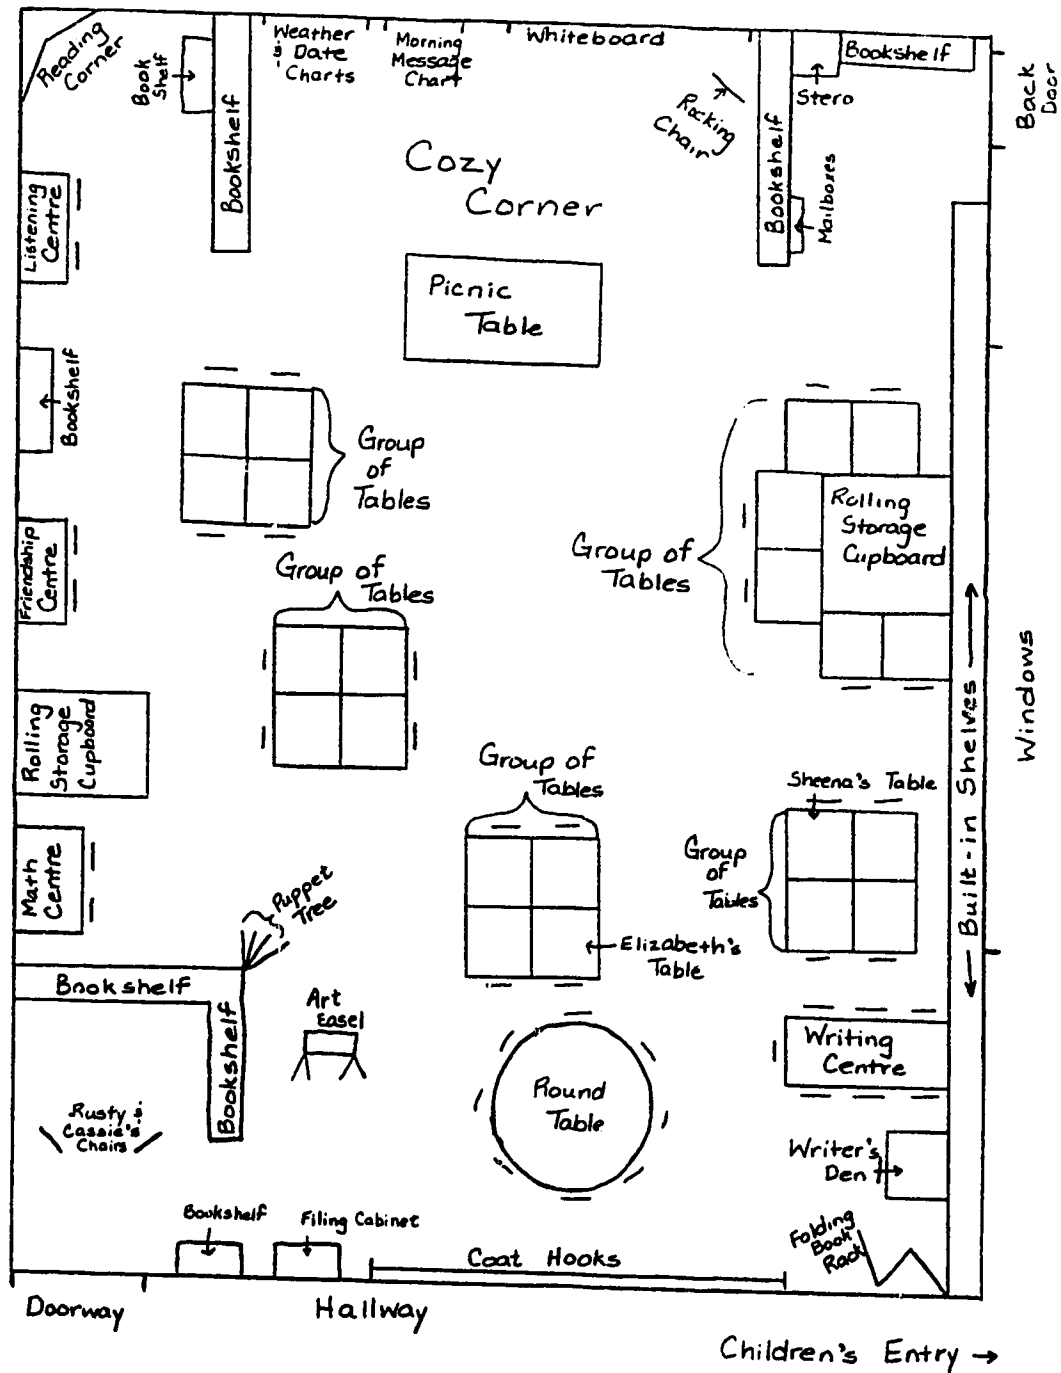 Reading
Corner
Book
Shelf
Bookshelf
Weather
& Date
Charts
Morning
Message
Chart
Whiteboard
Rocking
Chair
Bookshelf
Stero
Bookshelf
Mailboxes
Back
Door
Cozy
Corner
Listening
Centre
Picnic
Table
Bookshelf
Group
of
Tables
Group of
Tables
Rolling
Storage
Cupboard
Friendship
Centre
Group of
Tables
Rolling
Storage
Cupboard
Windows
Built-in Shelves
Group of
Tables
Sheena's Table
Group
of
Tables
Math
Centre
Puppet
Tree
Elizabeth's
Table
Bookshelf
Bookshelf
Art
Easel
Writing
Centre
Round
Table
Rusty &
Cassie's
Chairs
Writer's
Den
Bookshelf
Filing Cabinet
Coat Hooks
Folding
Book
Rack
Doorway
Hallway
Children's Entry